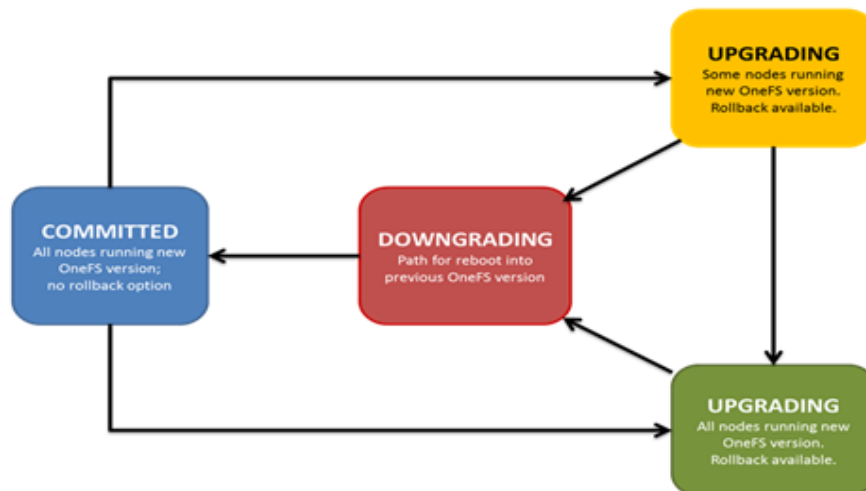 UPGRADING
Some nodes running
new OneFS version.
Rollback available.
COMMITTED
All nodes running new
OneFS version;
no rollback option
DOWNGRADING
Path for reboot into
previous OneFS version
UPGRADING
All nodes running new
OneFS version.
Rollback available.